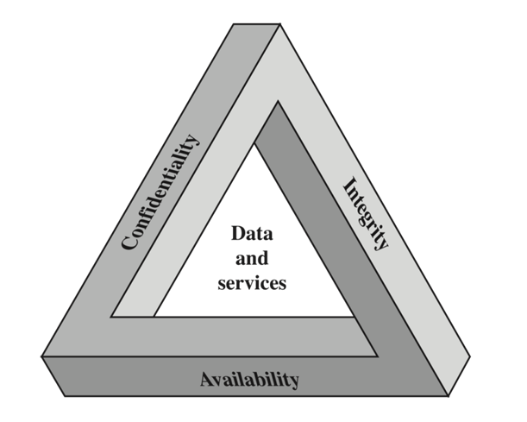 Confidentiality
Integrity
Data
and
services
Availability